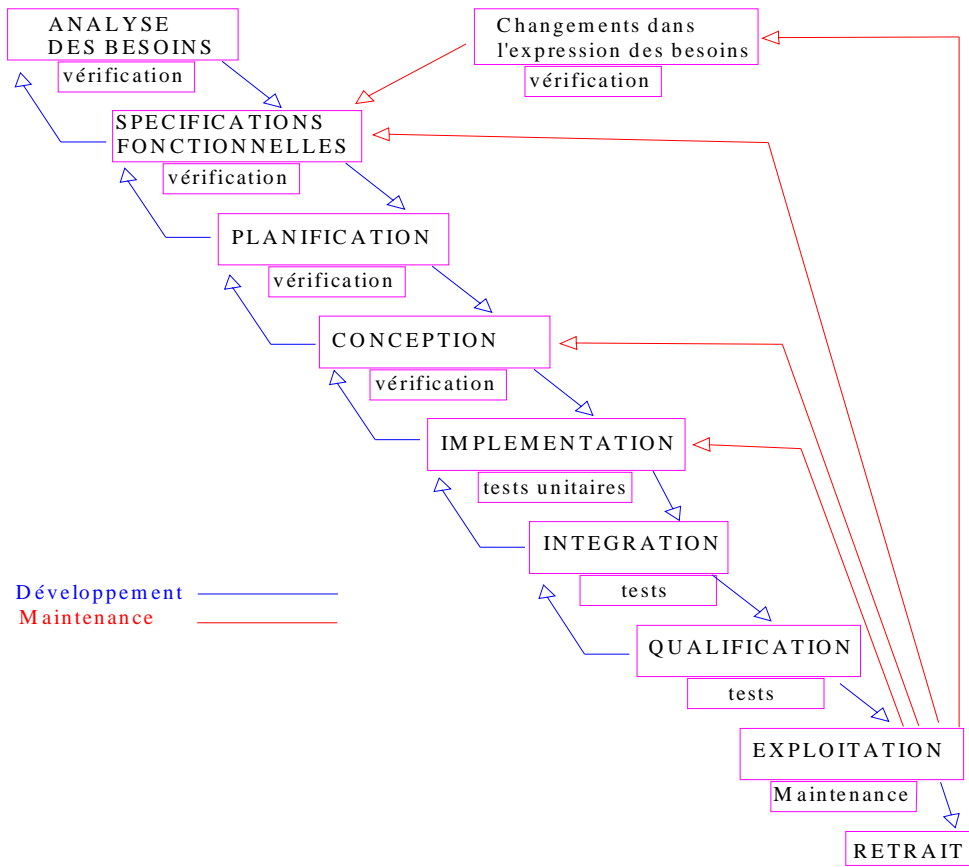 ANALYSE
DES BESOINS
vérification
Changements dans
l'expression des besoins
vérification
SPECIFICATIONS
FONCTIONNELLES
vérification
PLANIFICATION
vérification
CONCEPTION
vérification
IMPLEMENTATION
tests unitaires
INTEGRATION
tests
Développement
Maintenance
QUALIFICATION
tests
EXPLOITATION
Maintenance
RETRAIT